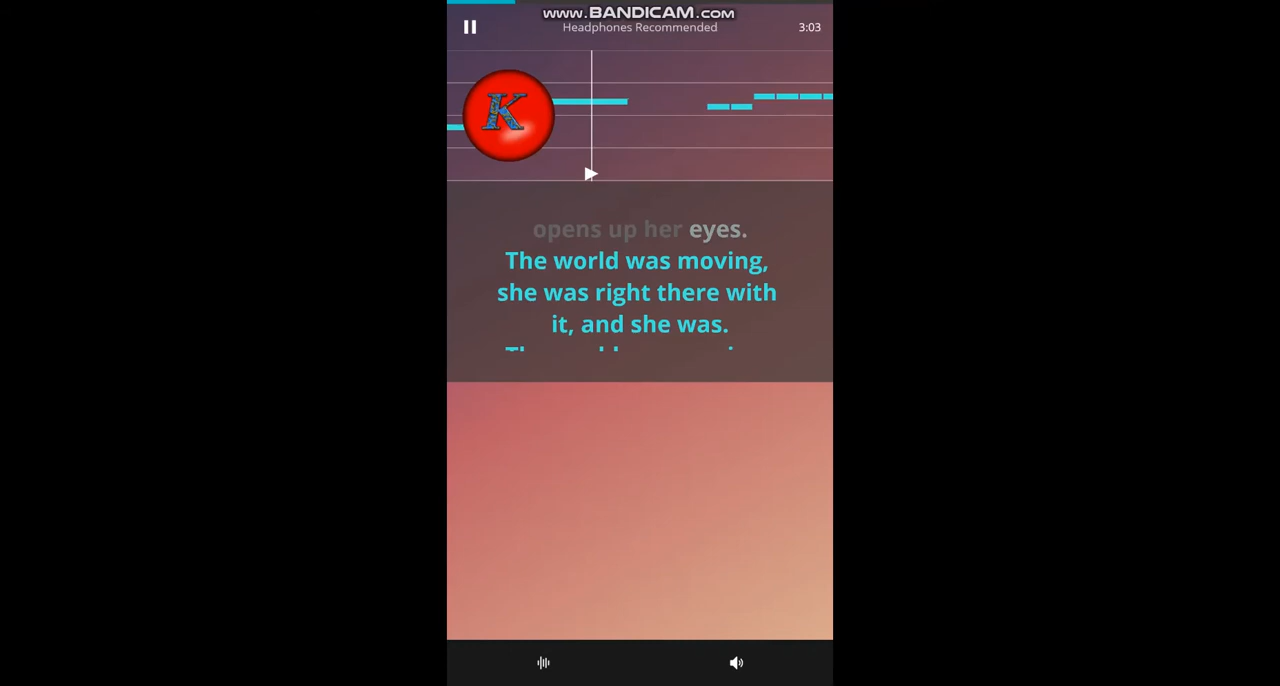 www.BANDICAM.com
Headphones Recommended
3:03
K
opens up her eyes.
The world was moving,
she was right there with
it, and she was.